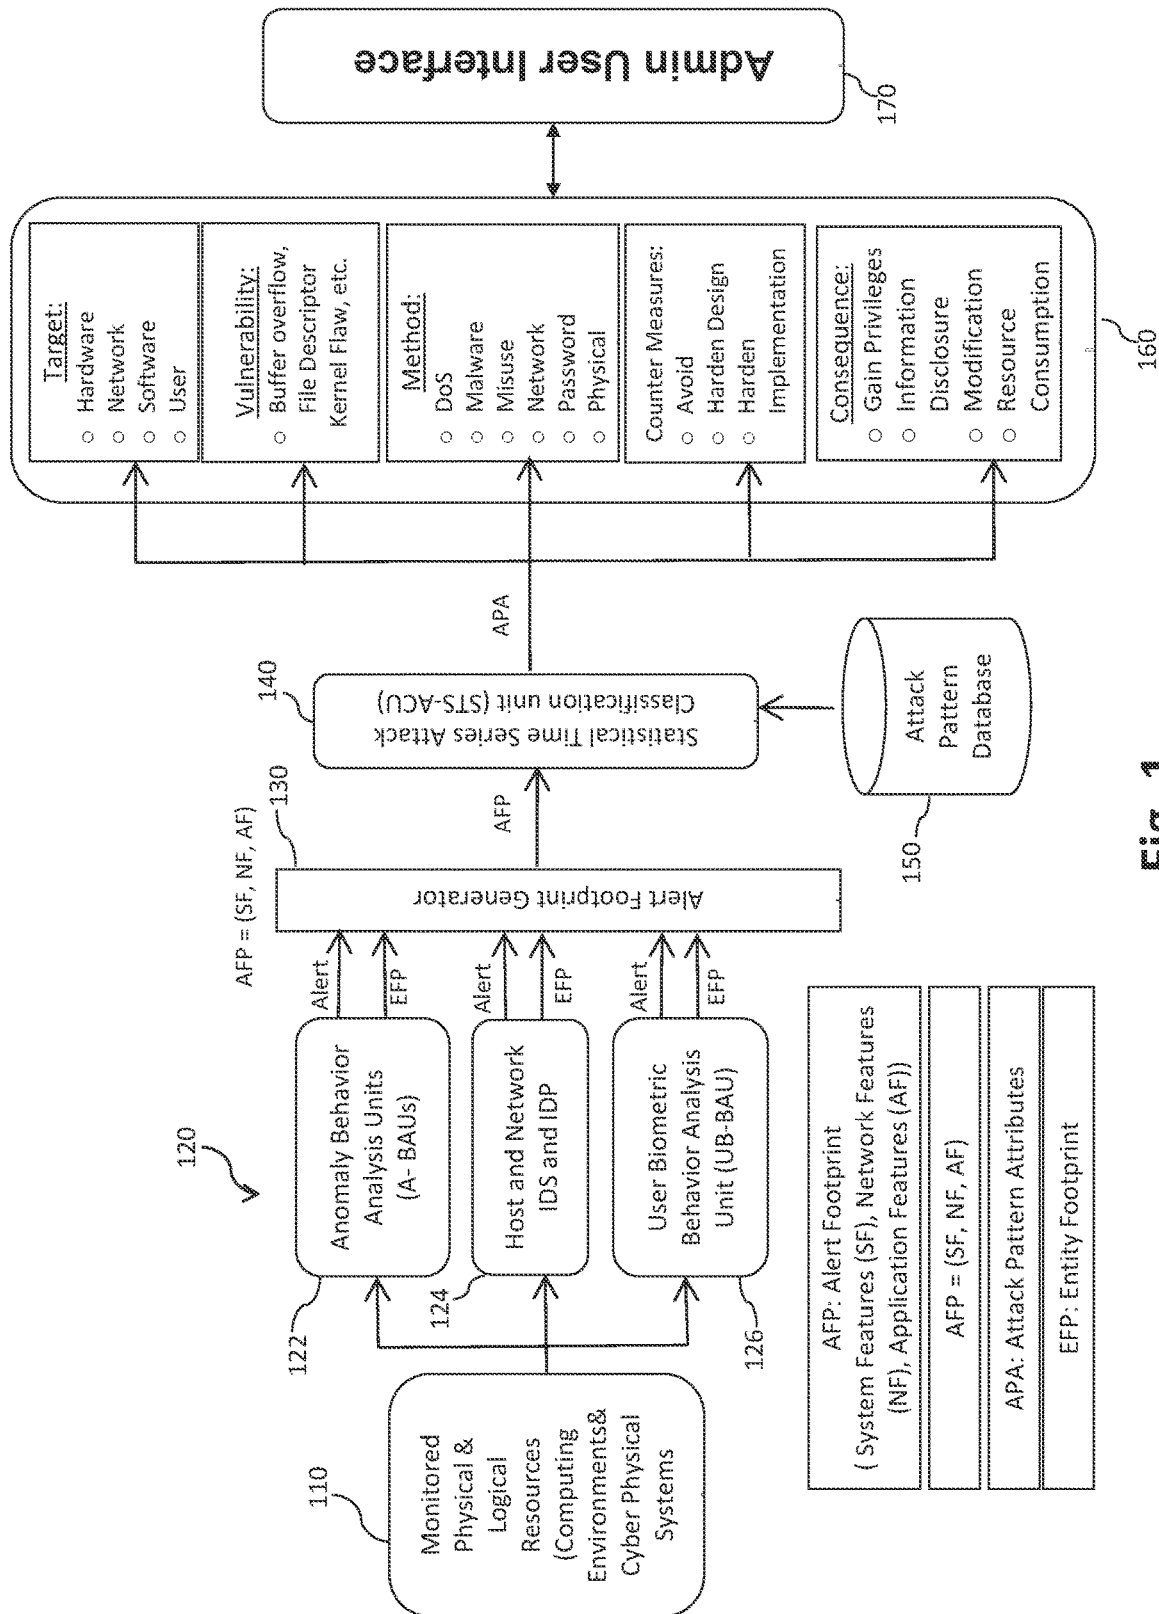 110
Monitored
Physical &
Logical
Resources
(Computing
Environments&
Cyber Physical
Systems
120
122
Anomaly Behavior
Analysis Units
(A- BAUs)
124
Host and Network
IDS and IDP
126
User Biometric
Behavior Analysis
Unit (UB-BAU)
Alert
EFP
Alert
EFP
Alert
EFP
AFP = (SF, NF, AF)
130
Alert Footprint Generator
AFP
140
Statistical Time Series Attack
Classification unit (STS-ACU)
150
Attack
Pattern
Database
APA
Target:
○ Hardware
○ Network
○ Software
○ User
Vulnerability:
○ Buffer overflow,
File Descriptor
Kernel Flaw, etc.
Method:
○ DoS
○ Malware
○ Misuse
○ Network
○ Password
○ Physical
Counter Measures:
○ Avoid
○ Harden Design
○ Harden
Implementation
Consequence:
○ Gain Privileges
○ Information
Disclosure
○ Modification
○ Resource
Consumption
160
Admin User Interface
170
AFP: Alert Footprint
( System Features (SF), Network Features
(NF), Application Features (AF))
AFP = (SF, NF, AF)
APA: Attack Pattern Attributes
EFP: Entity Footprint
Fig. 1